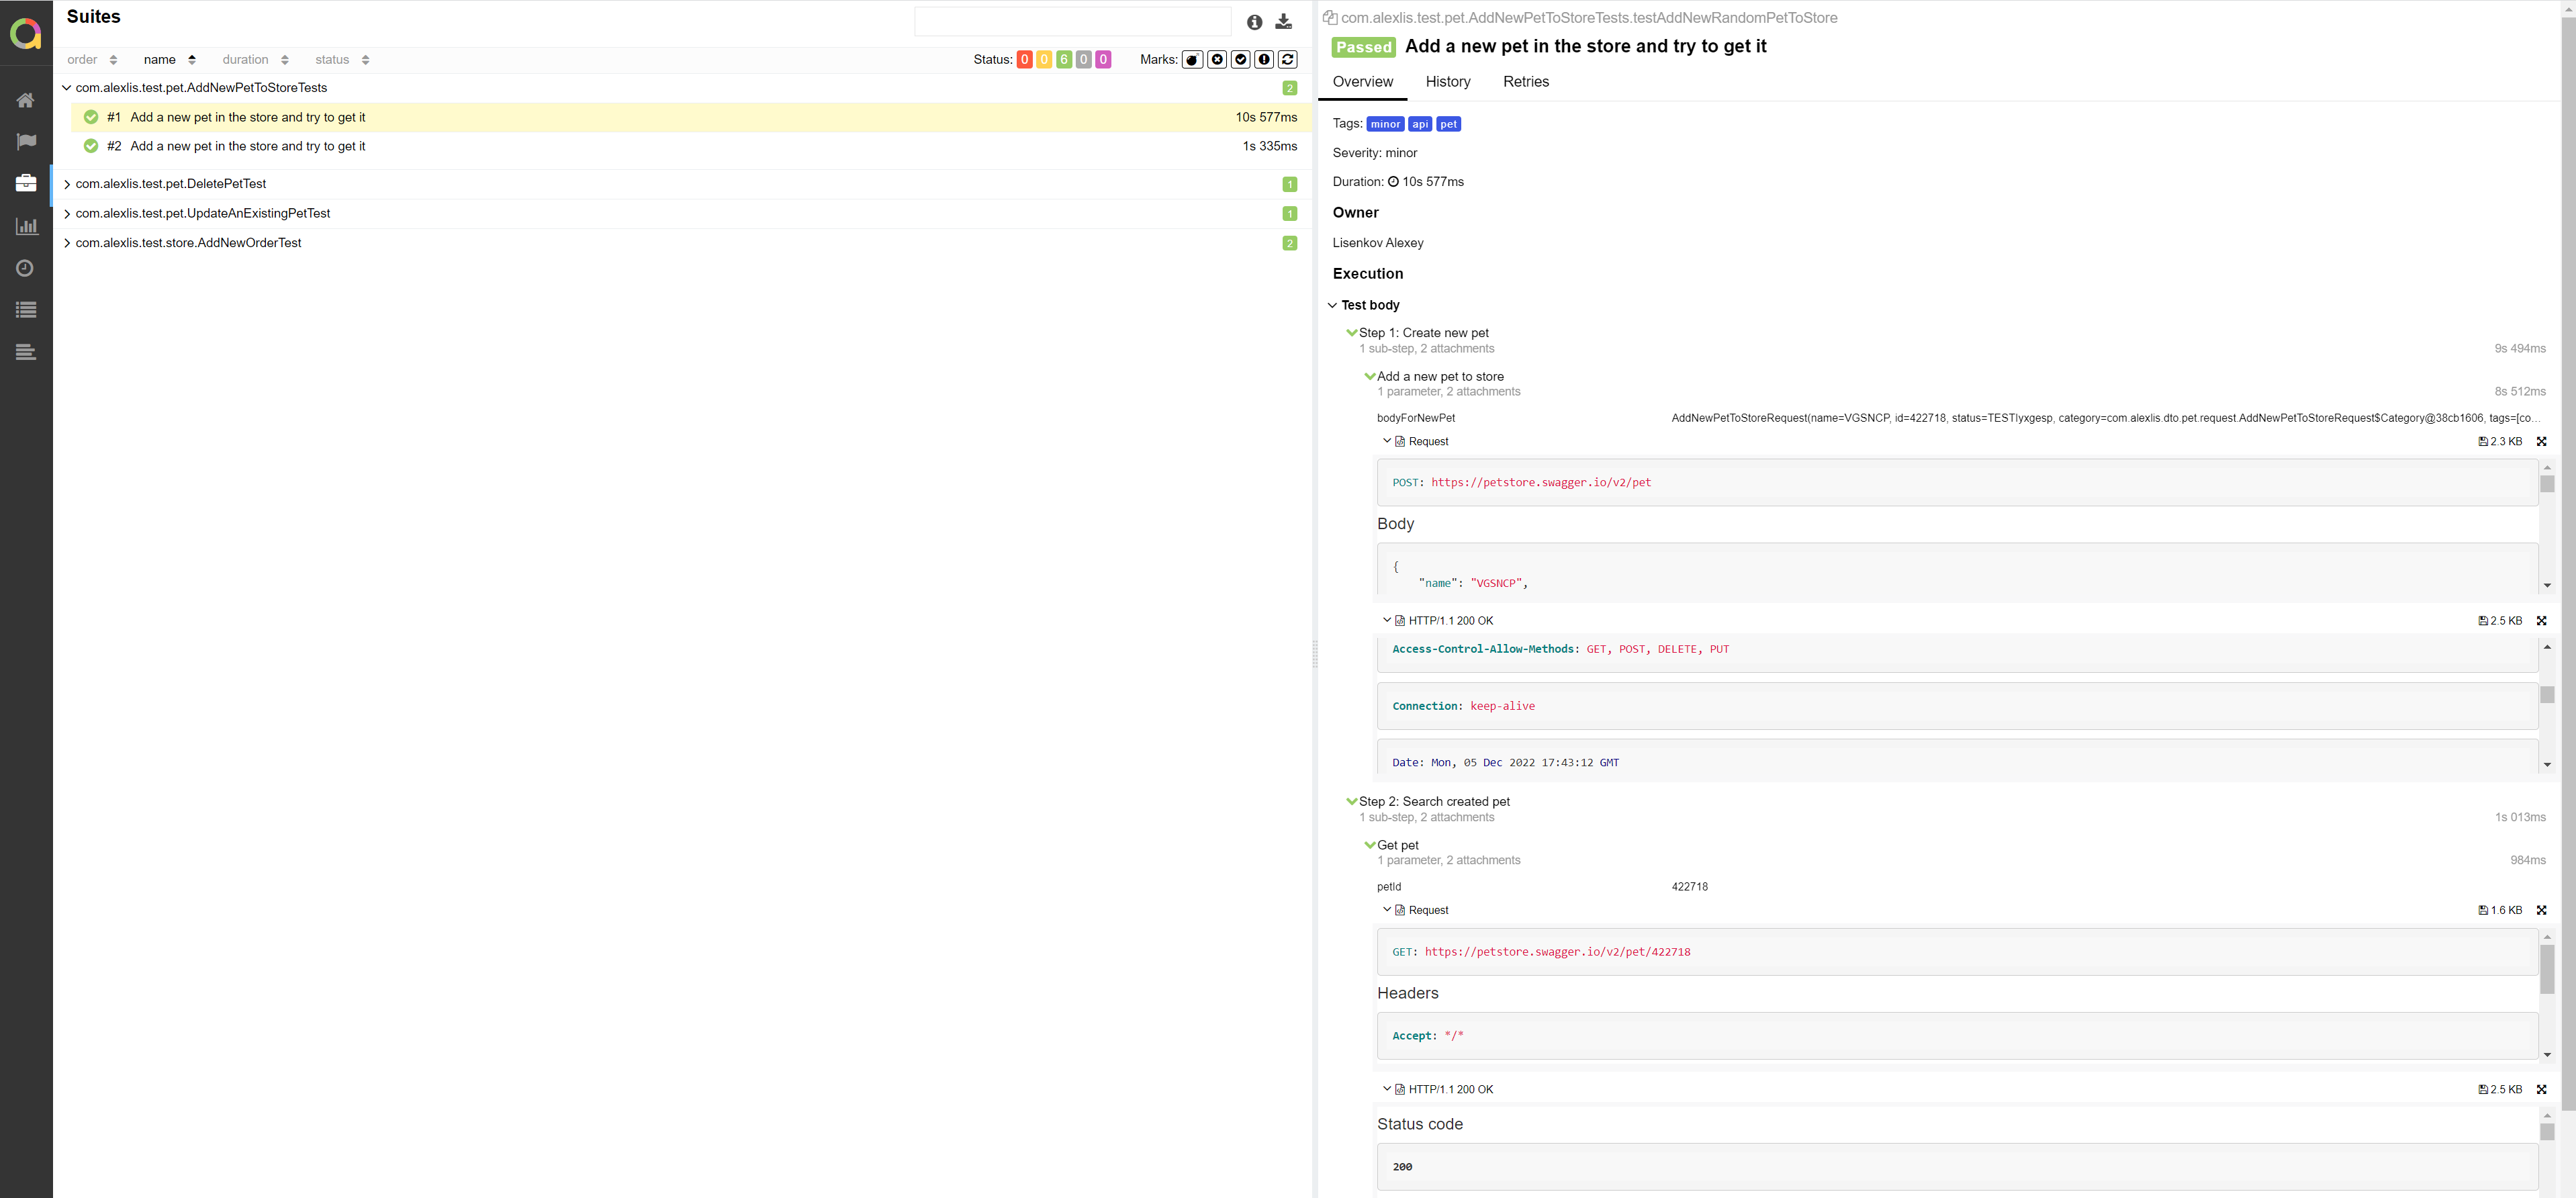 Suites
order name duration status Status: 0 0 6 0 0 Marks:
com.alexlis.test.pet.AddNewPetToStoreTests 2
#1 Add a new pet in the store and try to get it 10s 577ms
#2 Add a new pet in the store and try to get it 1s 335ms
com.alexlis.test.pet.DeletePetTest 1
com.alexlis.test.pet.UpdateAnExistingPetTest 1
com.alexlis.test.store.AddNewOrderTest 2
com.alexlis.test.pet.AddNewPetToStoreTests.testAddNewRandomPetToStore
Passed Add a new pet in the store and try to get it
Overview History Retries
Tags: minor api pet
Severity: minor
Duration: 10s 577ms
Owner
Lisenkov Alexey
Execution
Test body
Step 1: Create new pet
1 sub-step, 2 attachments 9s 494ms
Add a new pet to store
1 parameter, 2 attachments 8s 512ms
bodyForNewPet AddNewPetToStoreRequest(name=VGSNCP, id=422718, status=TESTlyxgesp, category=com.alexlis.dto.pet.request.AddNewPetToStoreRequest$Category@38cb1606, tags=[co...
Request 2.3 KB
POST: https://petstore.swagger.io/v2/pet
Body
{
"name": "VGSNCP",
HTTP/1.1 200 OK 2.5 KB
Access-Control-Allow-Methods: GET, POST, DELETE, PUT
Connection: keep-alive
Date: Mon, 05 Dec 2022 17:43:12 GMT
Step 2: Search created pet
1 sub-step, 2 attachments 1s 013ms
Get pet
1 parameter, 2 attachments 984ms
petId 422718
Request 1.6 KB
GET: https://petstore.swagger.io/v2/pet/422718
Headers
Accept: */*
HTTP/1.1 200 OK 2.5 KB
Status code
200